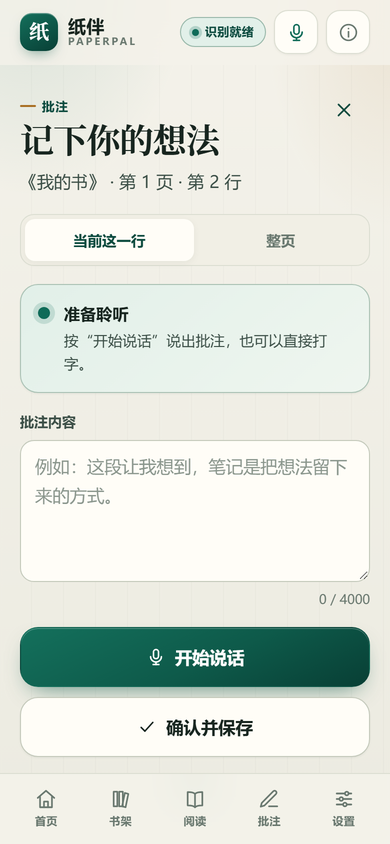 纸
纸伴
PAPERPAL
识别就绪
批注
记下你的想法
《我的书》 · 第 1 页 · 第 2 行
当前这一行
整页
准备聆听
按“开始说话”说出批注，也可以直接打
字。
批注内容
例如：这段让我想到，笔记是把想法留下
来的方式。
0 / 4000
开始说话
确认并保存
首页
书架
阅读
批注
设置